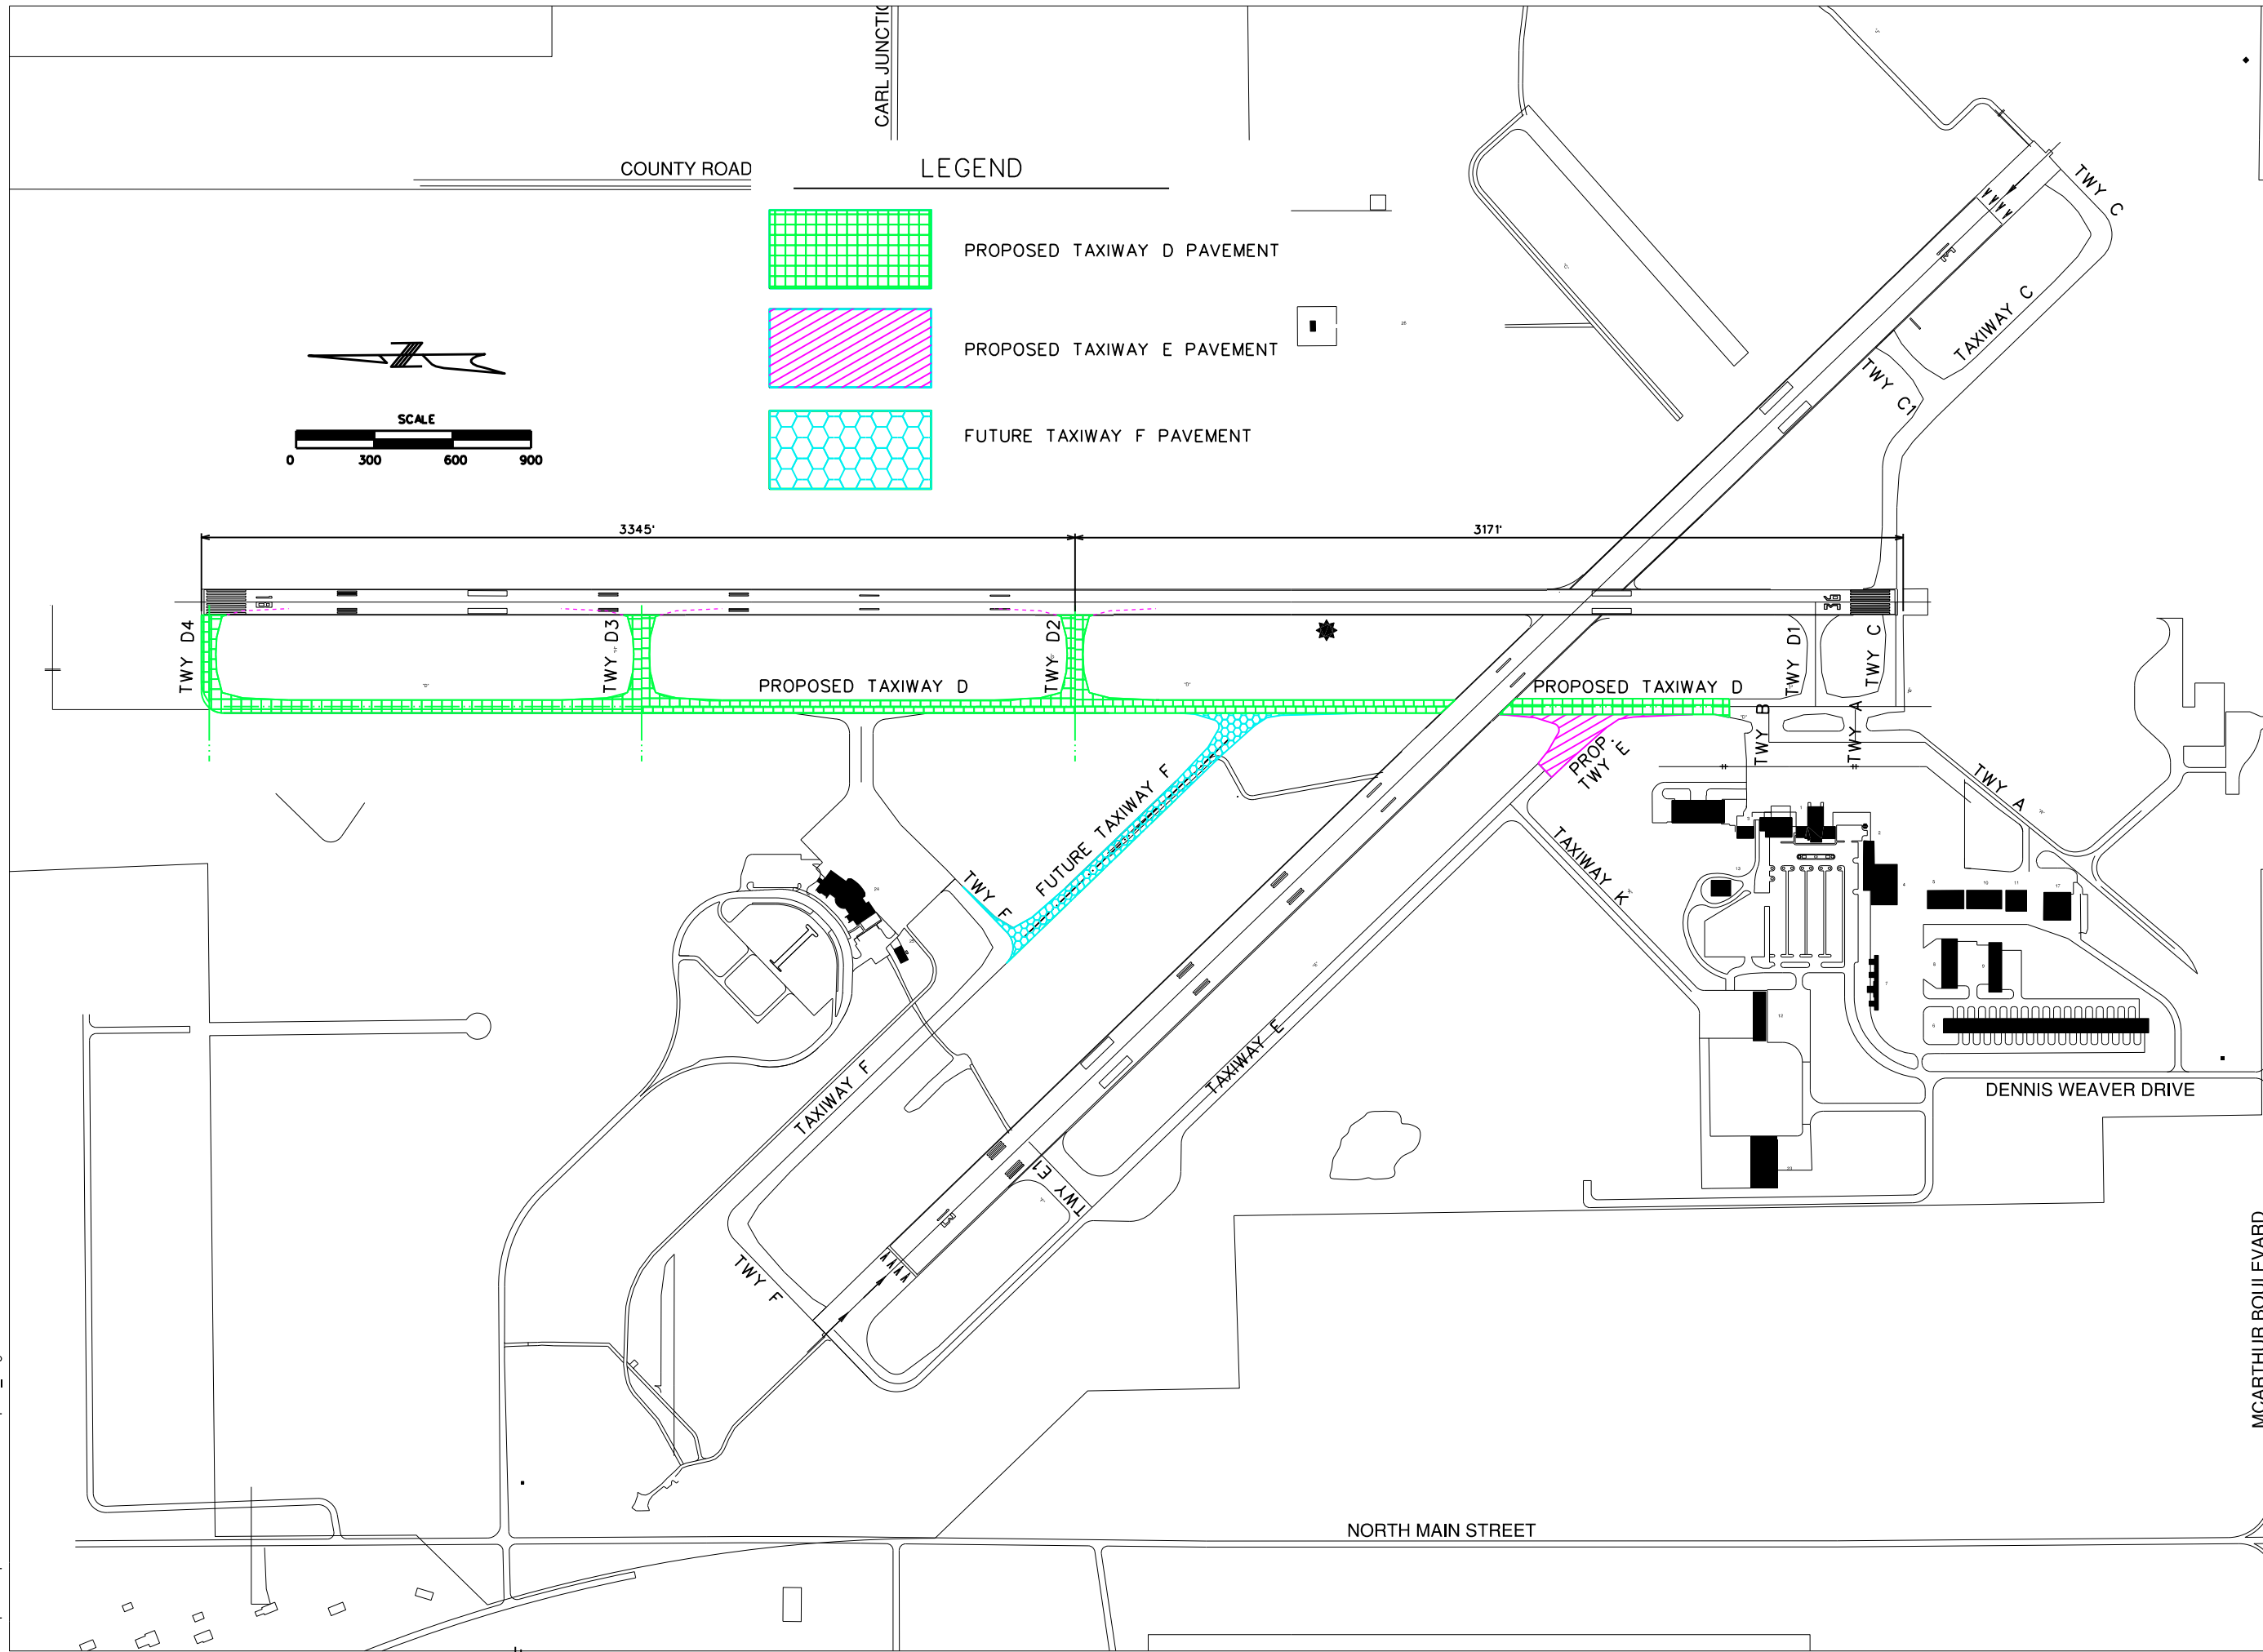 CARL JUNCTIO
COUNTY ROAD
LEGEND
PROPOSED TAXIWAY D PAVEMENT
PROPOSED TAXIWAY E PAVEMENT
FUTURE TAXIWAY F PAVEMENT
SCALE
0 300 600 900
TWY C
TAXIWAY C
TWY C1
3345'
3171'
18
36
TWY D4
TWY D3
TWY D2
TWY D1
TWY C
PROPOSED TAXIWAY D
PROPOSED TAXIWAY D
TWY B
TWY A
PROP.
TWY E
TWY A
FUTURE TAXIWAY F
TWY F
TAXIWAY K
TAXIWAY F
TAXIWAY E
TWY E1
13
TWY F
DENNIS WEAVER DRIVE
MCARTHUR BOULEVARD
NORTH MAIN STREET